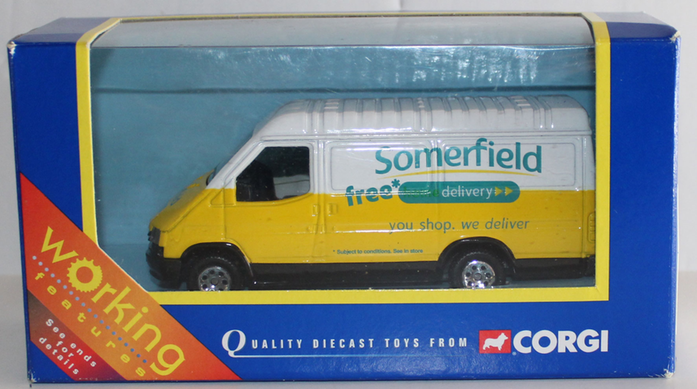 Somerfield
free*
delivery
you shop. we deliver
* Subject to conditions. See in store
working
features
See ends
for
details
QUALITY DIECAST TOYS FROM CORGI